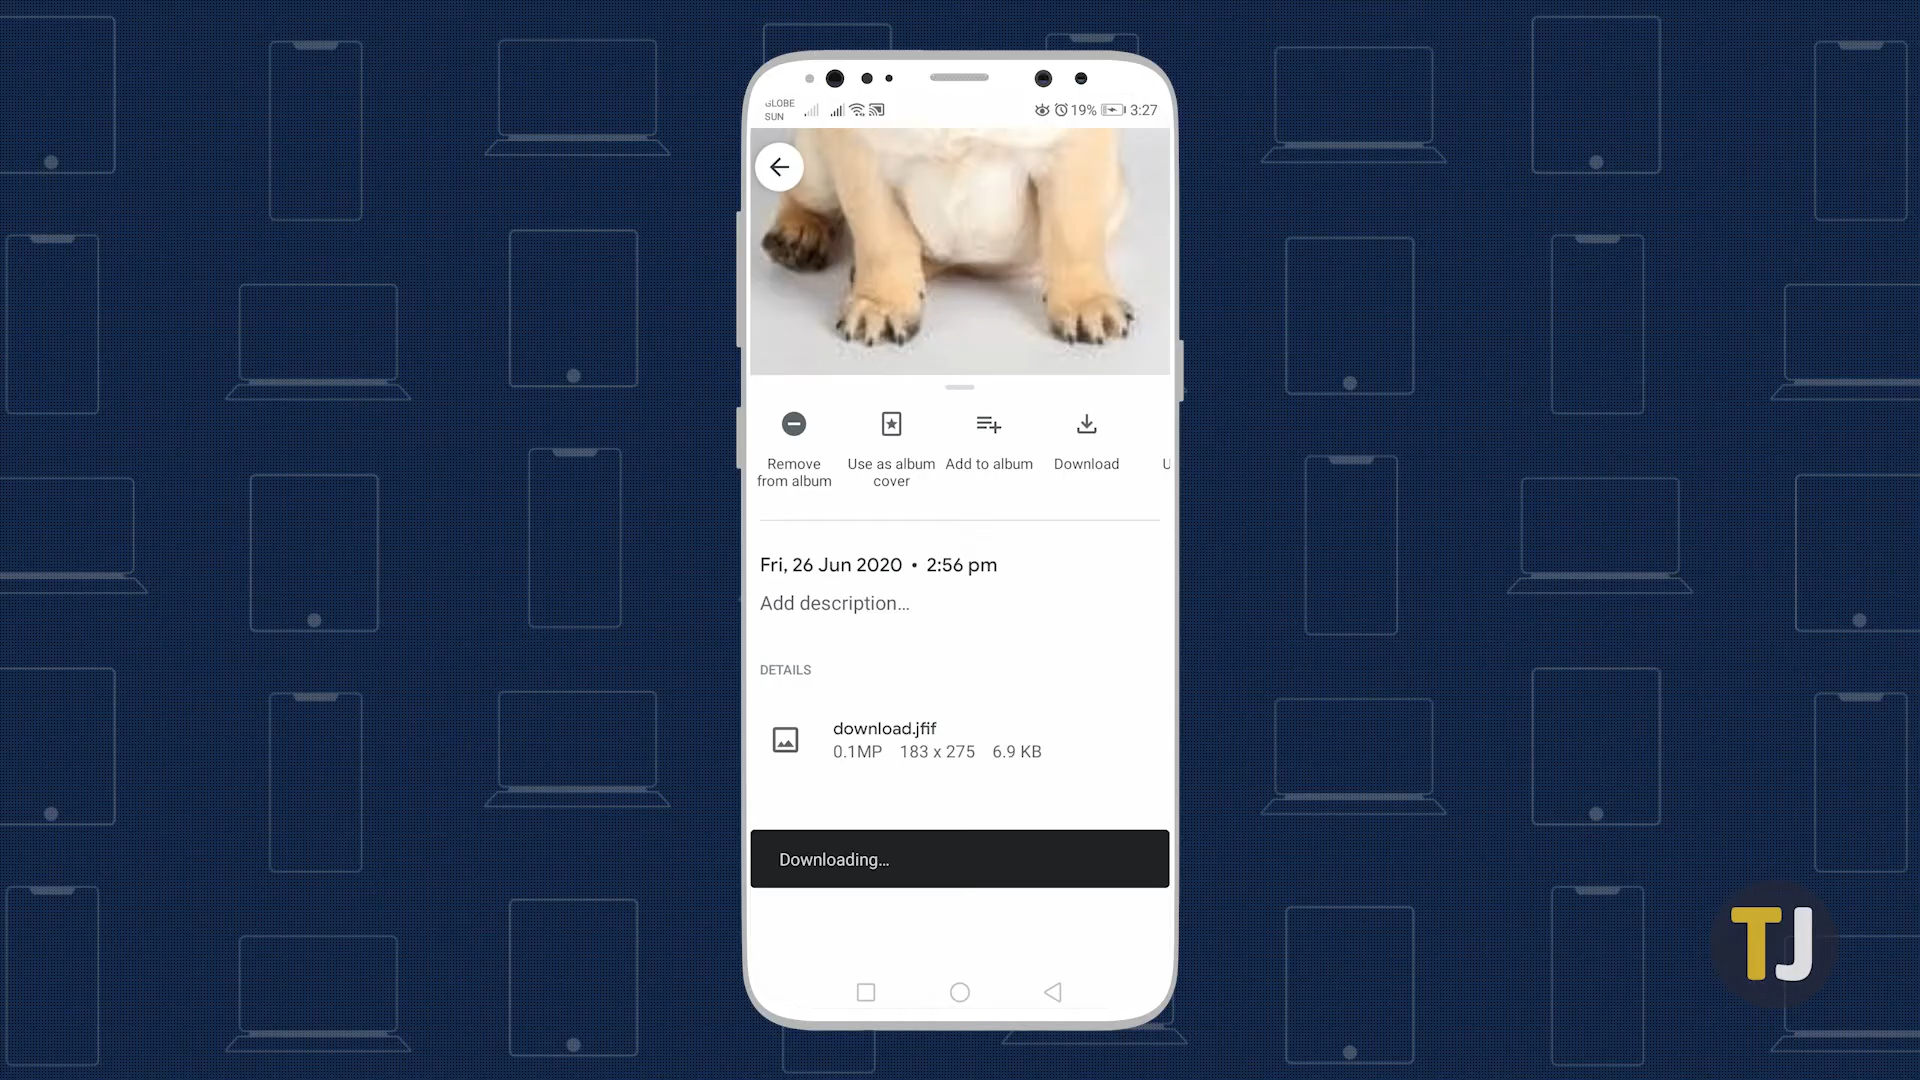 GLOBE
SUN
19% 3:27
Remove
from album
Use as album
cover
Add to album
Download
U
Fri, 26 Jun 2020 • 2:56 pm
Add description...
DETAILS
download.jfif
0.1MP 183 x 275 6.9 KB
Downloading...
TJ